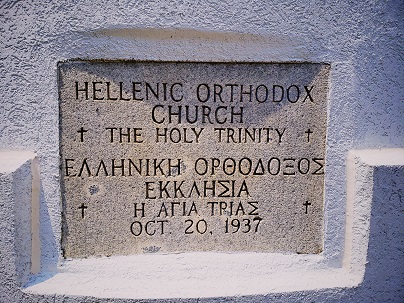 HELLENIC ORTHODOX
CHURCH
† THE HOLY TRINITY †
ΕΛΛΗΝΙΚΗ ΟΡΘΟΔΟΞΟΣ
ΕΚΚΛΗΣΙΑ
† Η ΑΓΙΑ ΤΡΙΑΣ †
OCT. 20, 1937